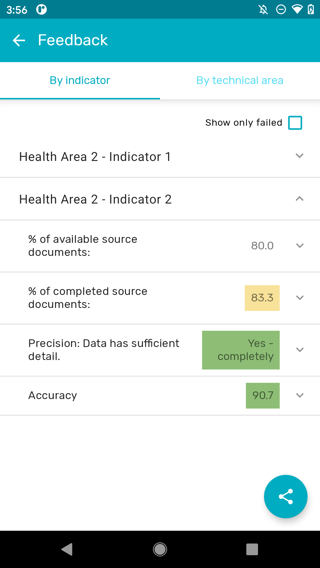 3:56
Feedback
By indicator
By technical area
Show only failed
Health Area 2 - Indicator 1
Health Area 2 - Indicator 2
% of available source
documents:
80.0
% of completed source
documents:
83.3
Precision: Data has sufficient
detail.
Yes -
completely
Accuracy
90.7